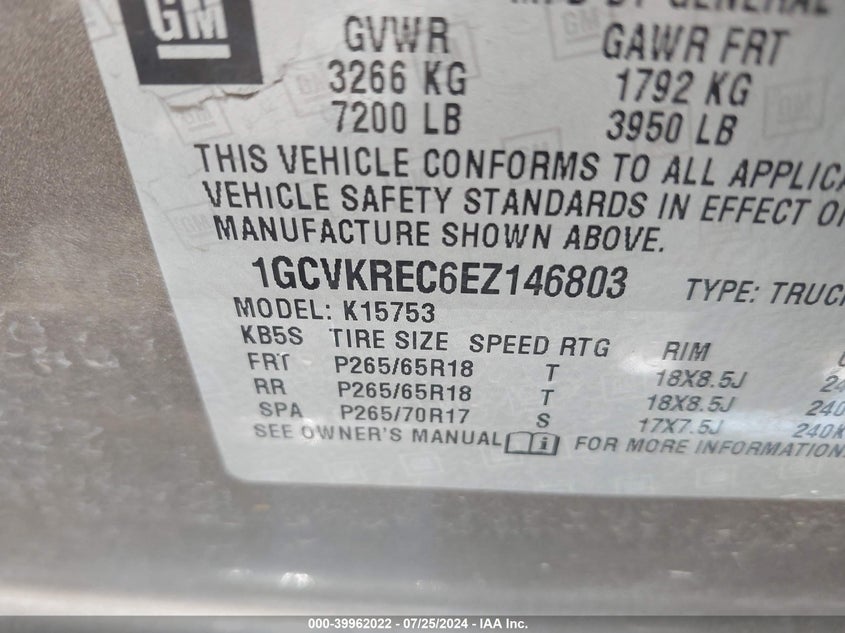 GM
GVWR
3266 KG
7200 LB
GAWR FRT
1792 KG
3950 LB
THIS VEHICLE CONFORMS TO ALL
VEHICLE SAFETY STANDARDS IN EFFECT
MANUFACTURE SHOWN ABOVE.
1GCVKREC6EZ146803 TYPE: TRUC
MODEL: K15753
KB5S TIRE SIZE SPEED RTG RIM
FRT P265/65R18 T 18X8.5J 24
RR P265/65R18 T 18X8.5J 240
SPA P265/70R17 S 17X7.5J 240K
SEE OWNER'S MANUAL i FOR MORE INFORMATION
000-39962022 - 07/25/2024 - IAA Inc.